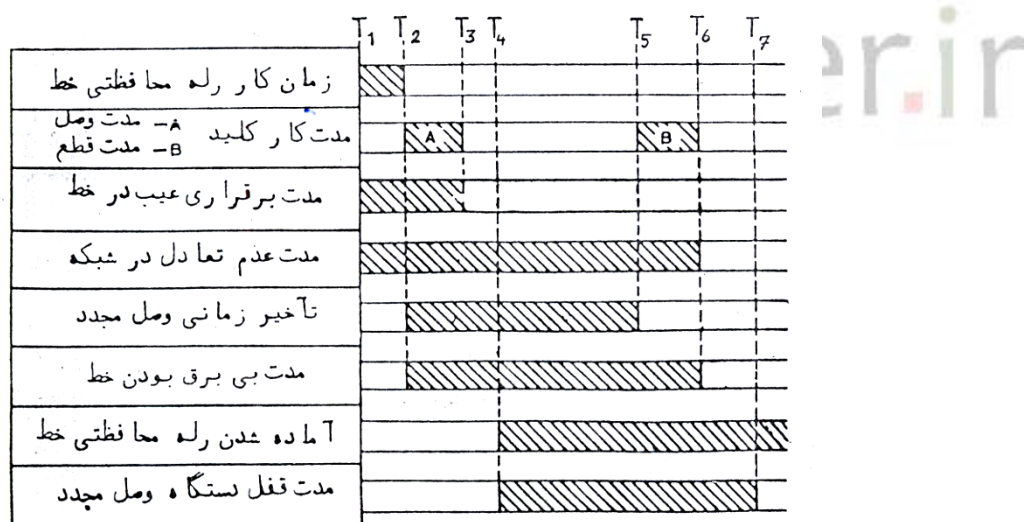 T1 T2 T3 T4 T5 T6 T7
زمان کار رله محافظتی خط
مدت کار کلید
A – مدت وصل
B – مدت قطع
A B
مدت برقراری عیب در خط
مدت عدم تعادل در شبکه
تأخیر زمانی وصل مجدد
مدت بی برق بودن خط
آماده شدن رله محافظتی خط
مدت قفل دستگاه وصل مجدد
er.ir